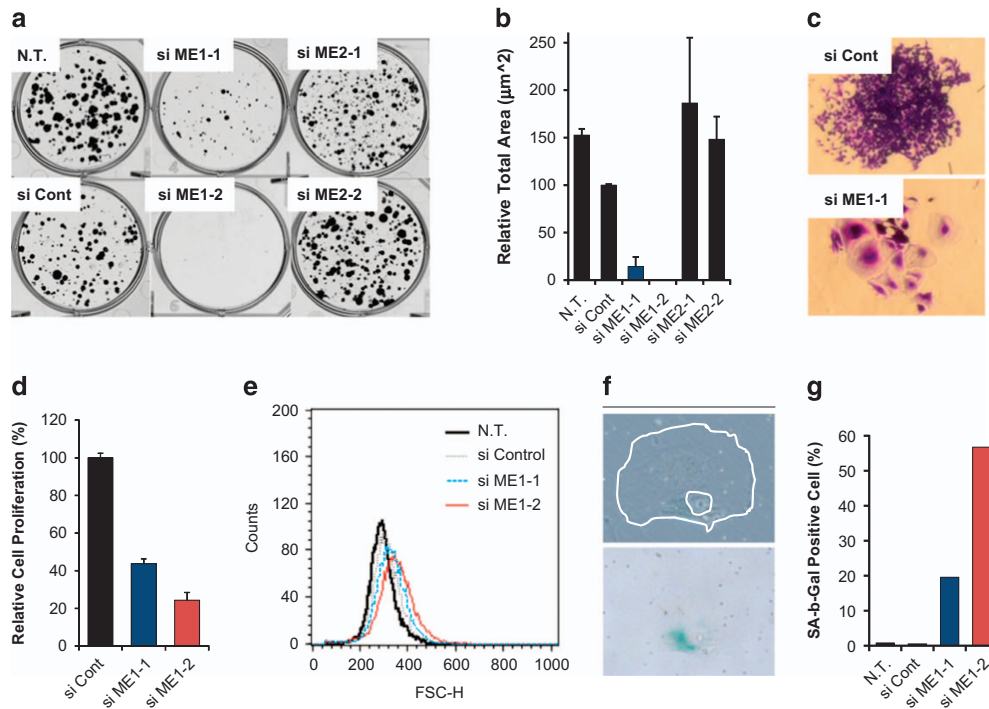 a
N.T.
si ME1-1
si ME2-1
si Cont
si ME1-2
si ME2-2
b
Relative Total Area (µm^2)
250
200
150
100
50
0
N.T.
si Cont
si ME1-1
si ME1-2
si ME2-1
si ME2-2
c
si Cont
si ME1-1
d
Relative Cell Proliferation (%)
120
100
80
60
40
20
0
si Cont
si ME1-1
si ME1-2
e
Counts
200
160
120
80
40
0
N.T.
si Control
si ME1-1
si ME1-2
0 200 400 600 800 1000
FSC-H
f
g
SA-b-Gal Positive Cell (%)
60
50
40
30
20
10
0
N.T.
si Cont
si ME1-1
si ME1-2